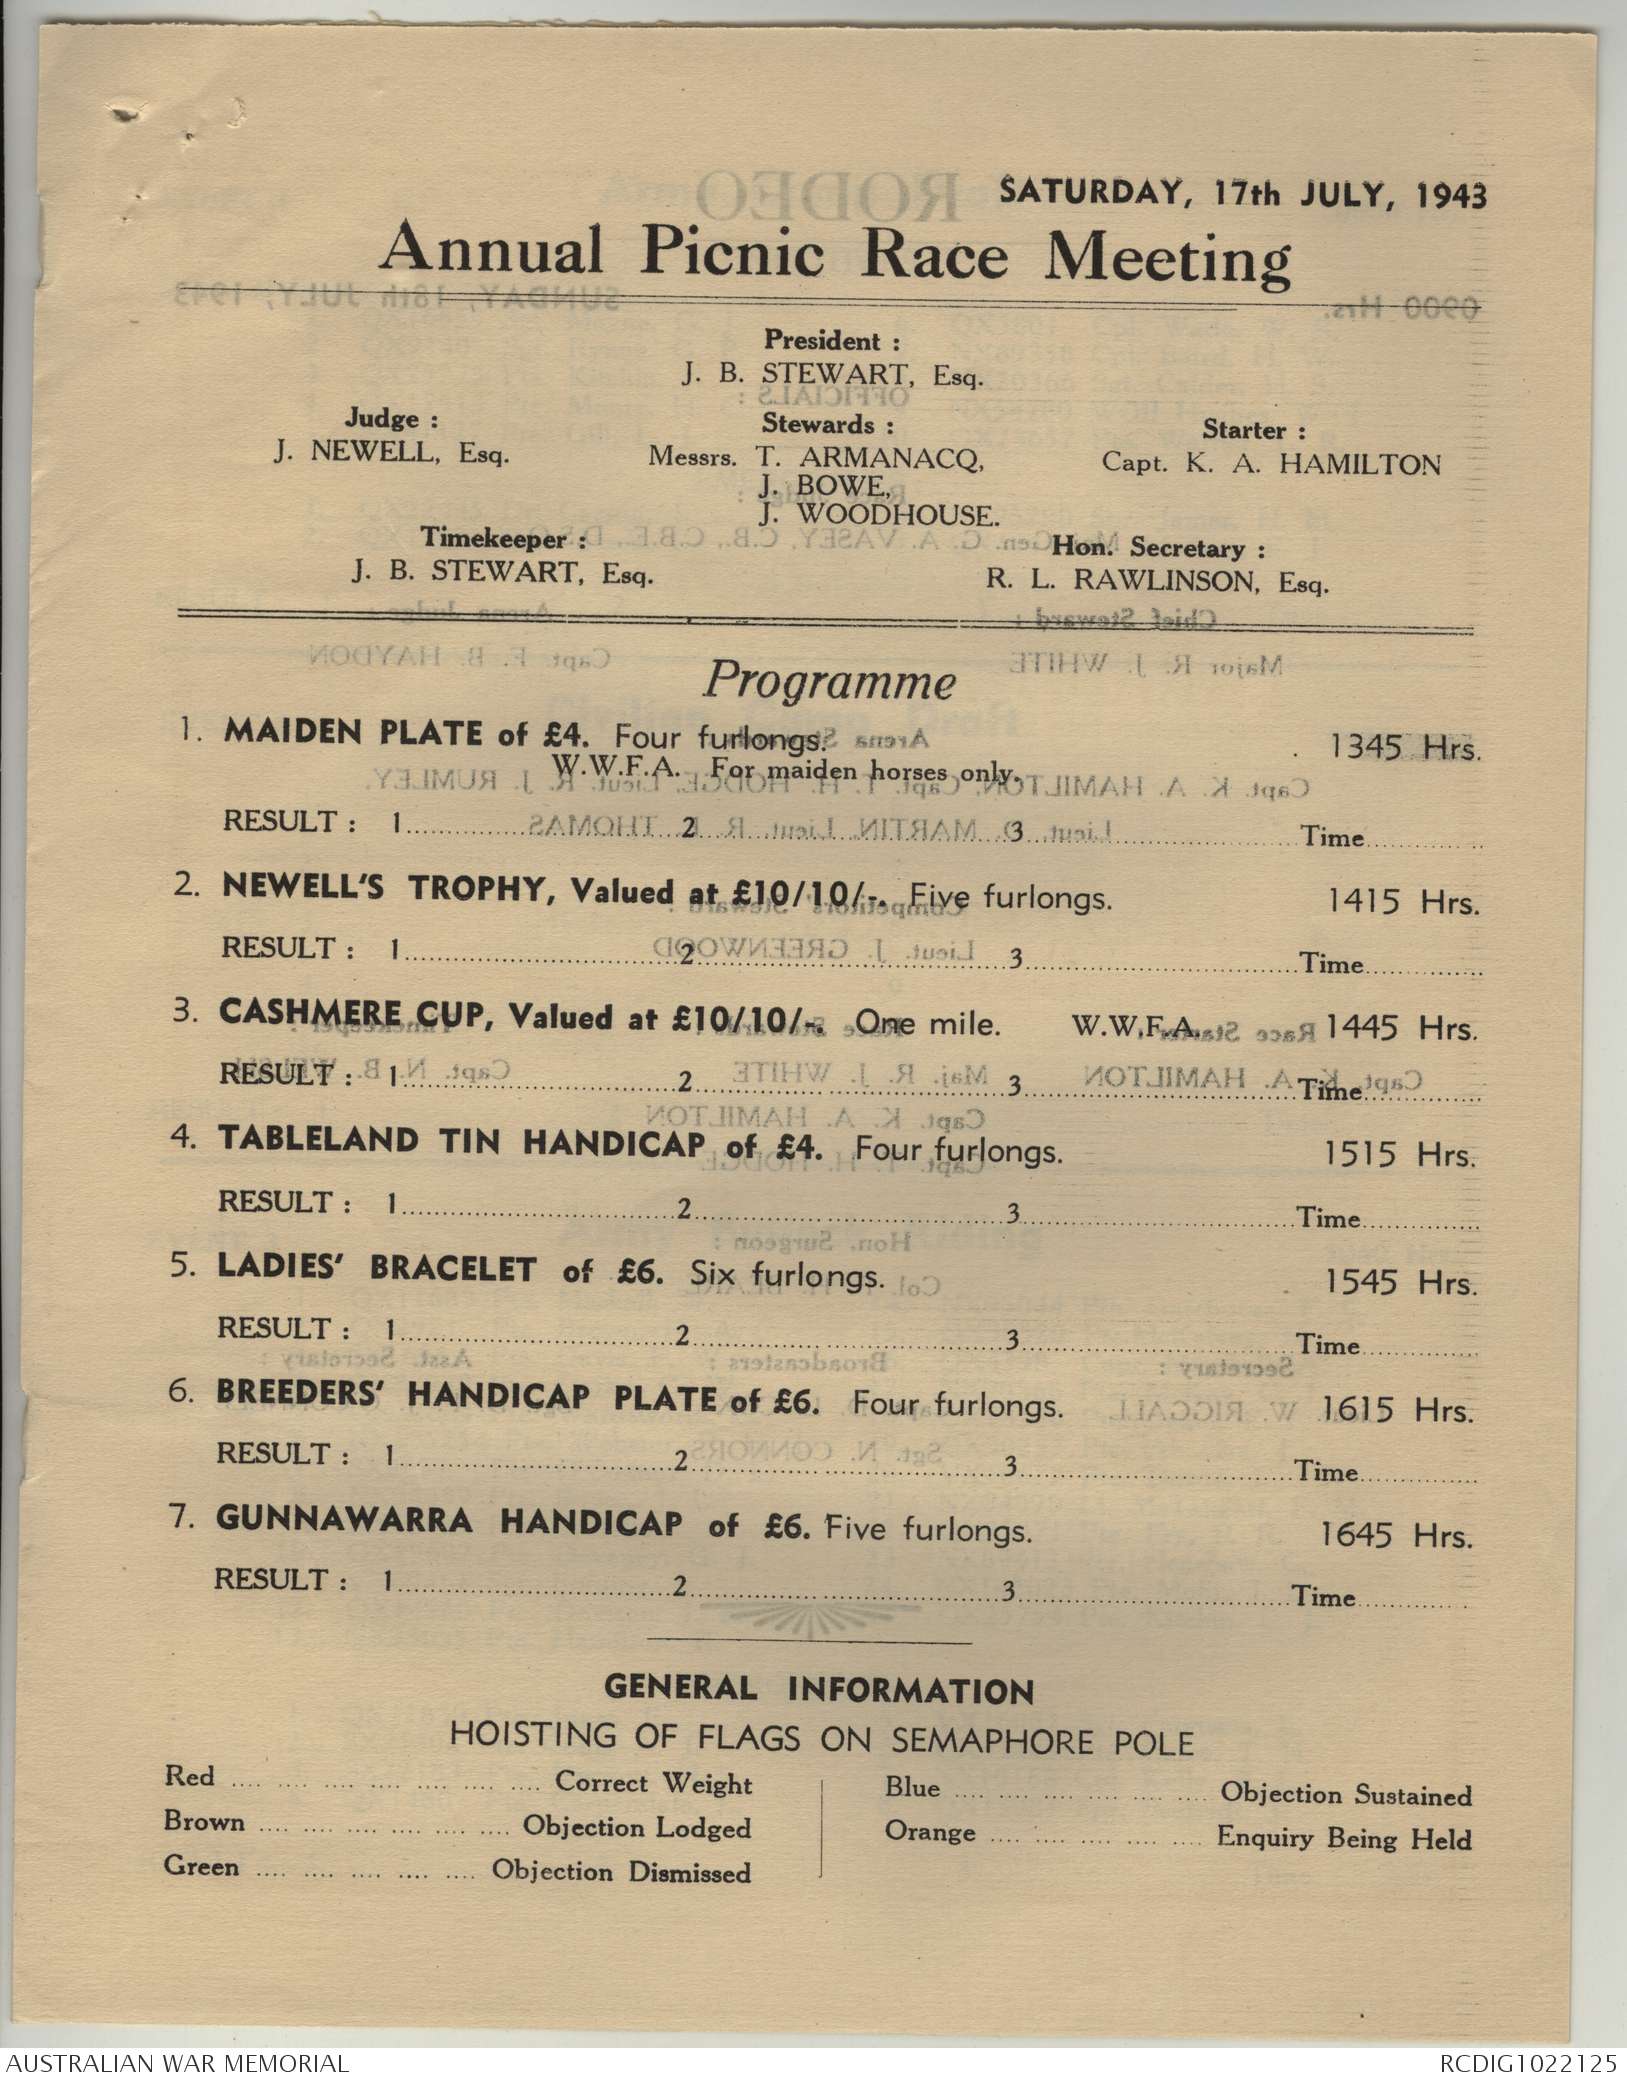 SATURDAY, 17th JULY, 1943
Annual Picnic Race Meeting
President :
J. B. STEWART, Esq.
Judge :
J. NEWELL, Esq.
Stewards :
Messrs. T. ARMANACQ,
J. BOWE,
J. WOODHOUSE.
Starter :
Capt. K. A. HAMILTON
Timekeeper :
J. B. STEWART, Esq.
Hon. Secretary :
R. L. RAWLINSON, Esq.
Programme
1. MAIDEN PLATE of £4. Four furlongs. 1345 Hrs.
W.W.F.A. For maiden horses only.
RESULT : 1..............................2..............................3..............................Time...............
2. NEWELL'S TROPHY, Valued at £10/10/-. Five furlongs. 1415 Hrs.
RESULT : 1..............................2..............................3..............................Time...............
3. CASHMERE CUP, Valued at £10/10/-. One mile. W.W.F.A. 1445 Hrs.
RESULT : 1..............................2..............................3..............................Time...............
4. TABLELAND TIN HANDICAP of £4. Four furlongs. 1515 Hrs.
RESULT : 1..............................2..............................3..............................Time...............
5. LADIES' BRACELET of £6. Six furlongs. 1545 Hrs.
RESULT : 1..............................2..............................3..............................Time...............
6. BREEDERS' HANDICAP PLATE of £6. Four furlongs. 1615 Hrs.
RESULT : 1..............................2..............................3..............................Time...............
7. GUNNAWARRA HANDICAP of £6. Five furlongs. 1645 Hrs.
RESULT : 1..............................2..............................3..............................Time...............
GENERAL INFORMATION
HOISTING OF FLAGS ON SEMAPHORE POLE
Red .... .... .... .... .... .... .... Correct Weight
Brown .... .... .... .... .... .... Objection Lodged
Green .... .... .... .... .... Objection Dismissed
Blue .... .... .... .... .... .... Objection Sustained
Orange .... .... .... .... .... Enquiry Being Held
AUSTRALIAN WAR MEMORIAL
RCDIG1022125